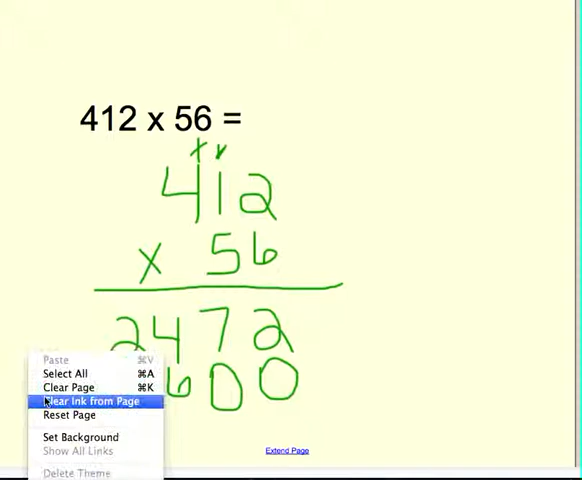 412 x 56 =
412
x 56
2472
600
Paste ⌘V
Select All ⌘A
Clear Page ⌘K
Clear Ink from Page
Reset Page
Set Background
Show All Links
Delete Theme
Extend Page